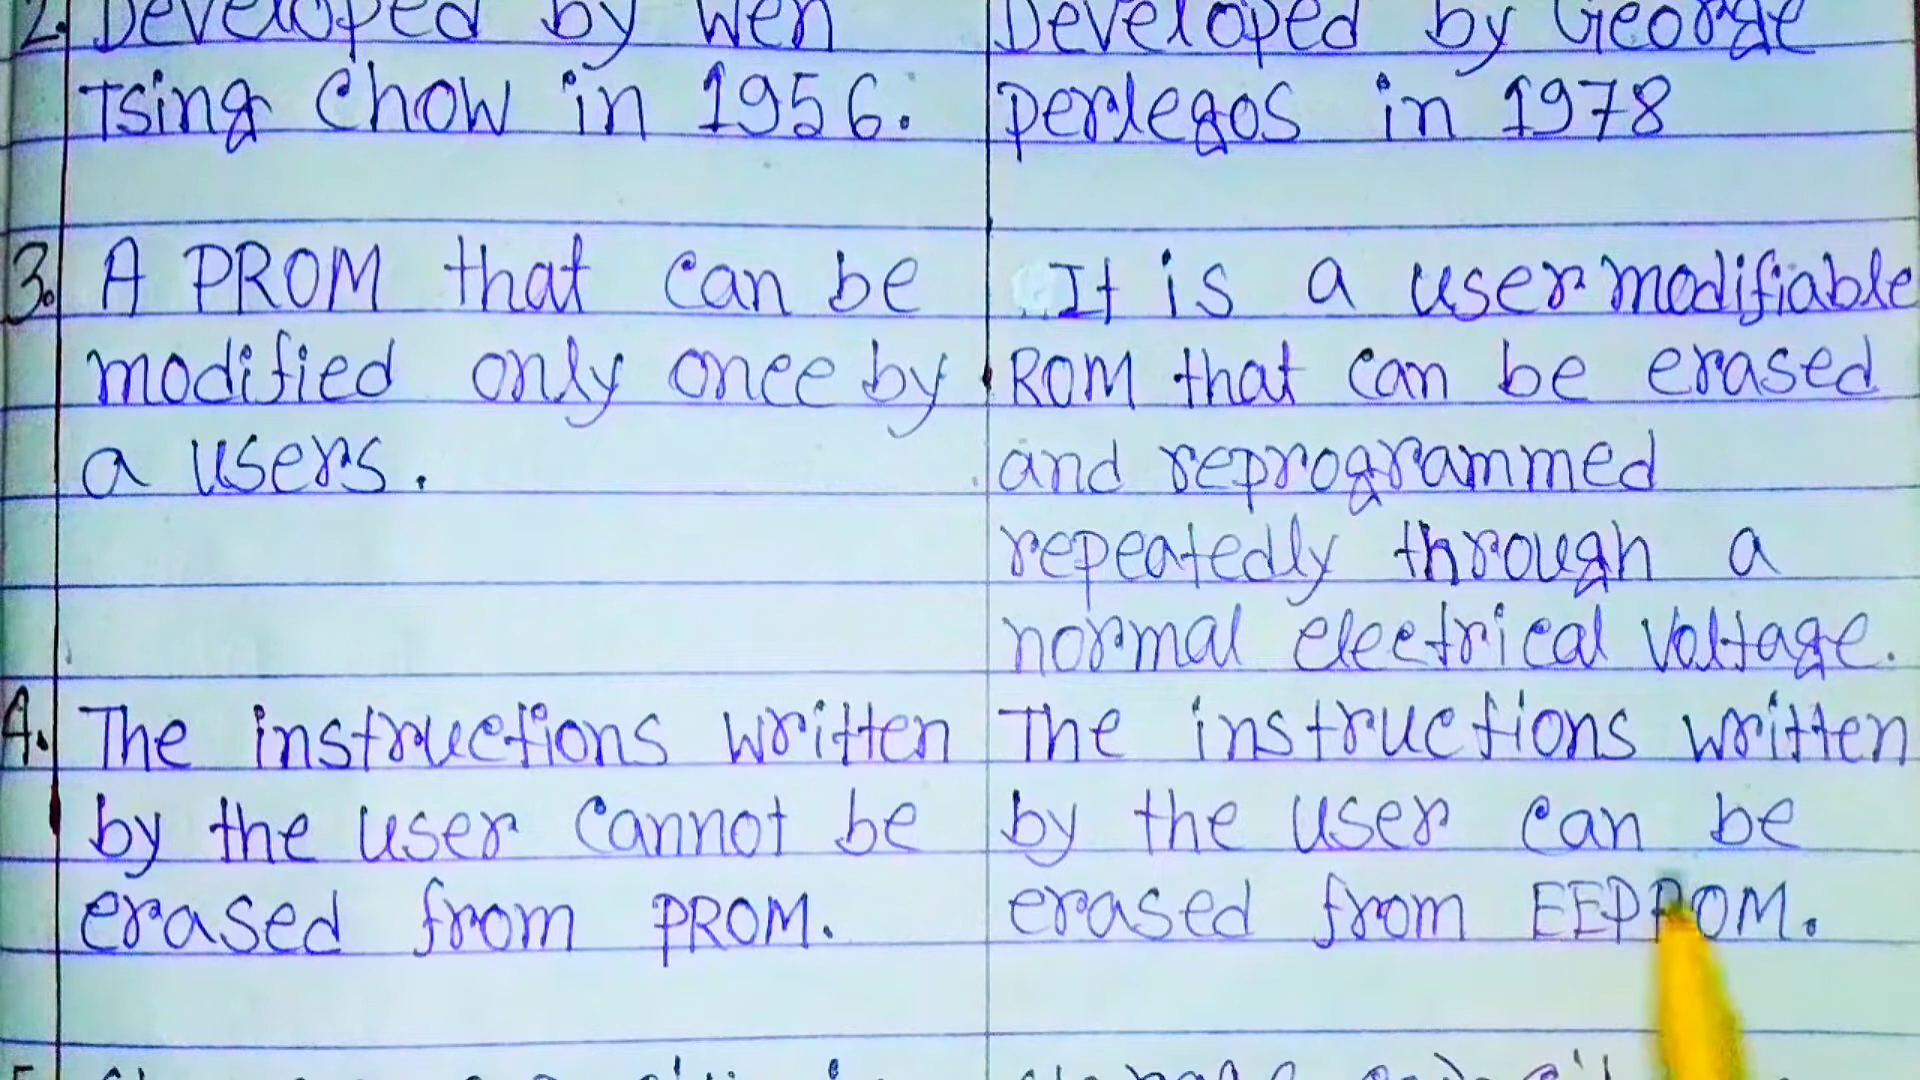 2. Developed by Wen
Tsing Chow in 1956.
Developed by George
perlegos in 1978
3. A PROM that can be
modified only once by
a users.
It is a user modifiable
ROM that can be erased
and reprogrammed
repeatedly through a
normal electrical voltage.
4. The instructions written
by the user cannot be
erased from PROM.
The instructions written
by the user can be
erased from EEPROM.